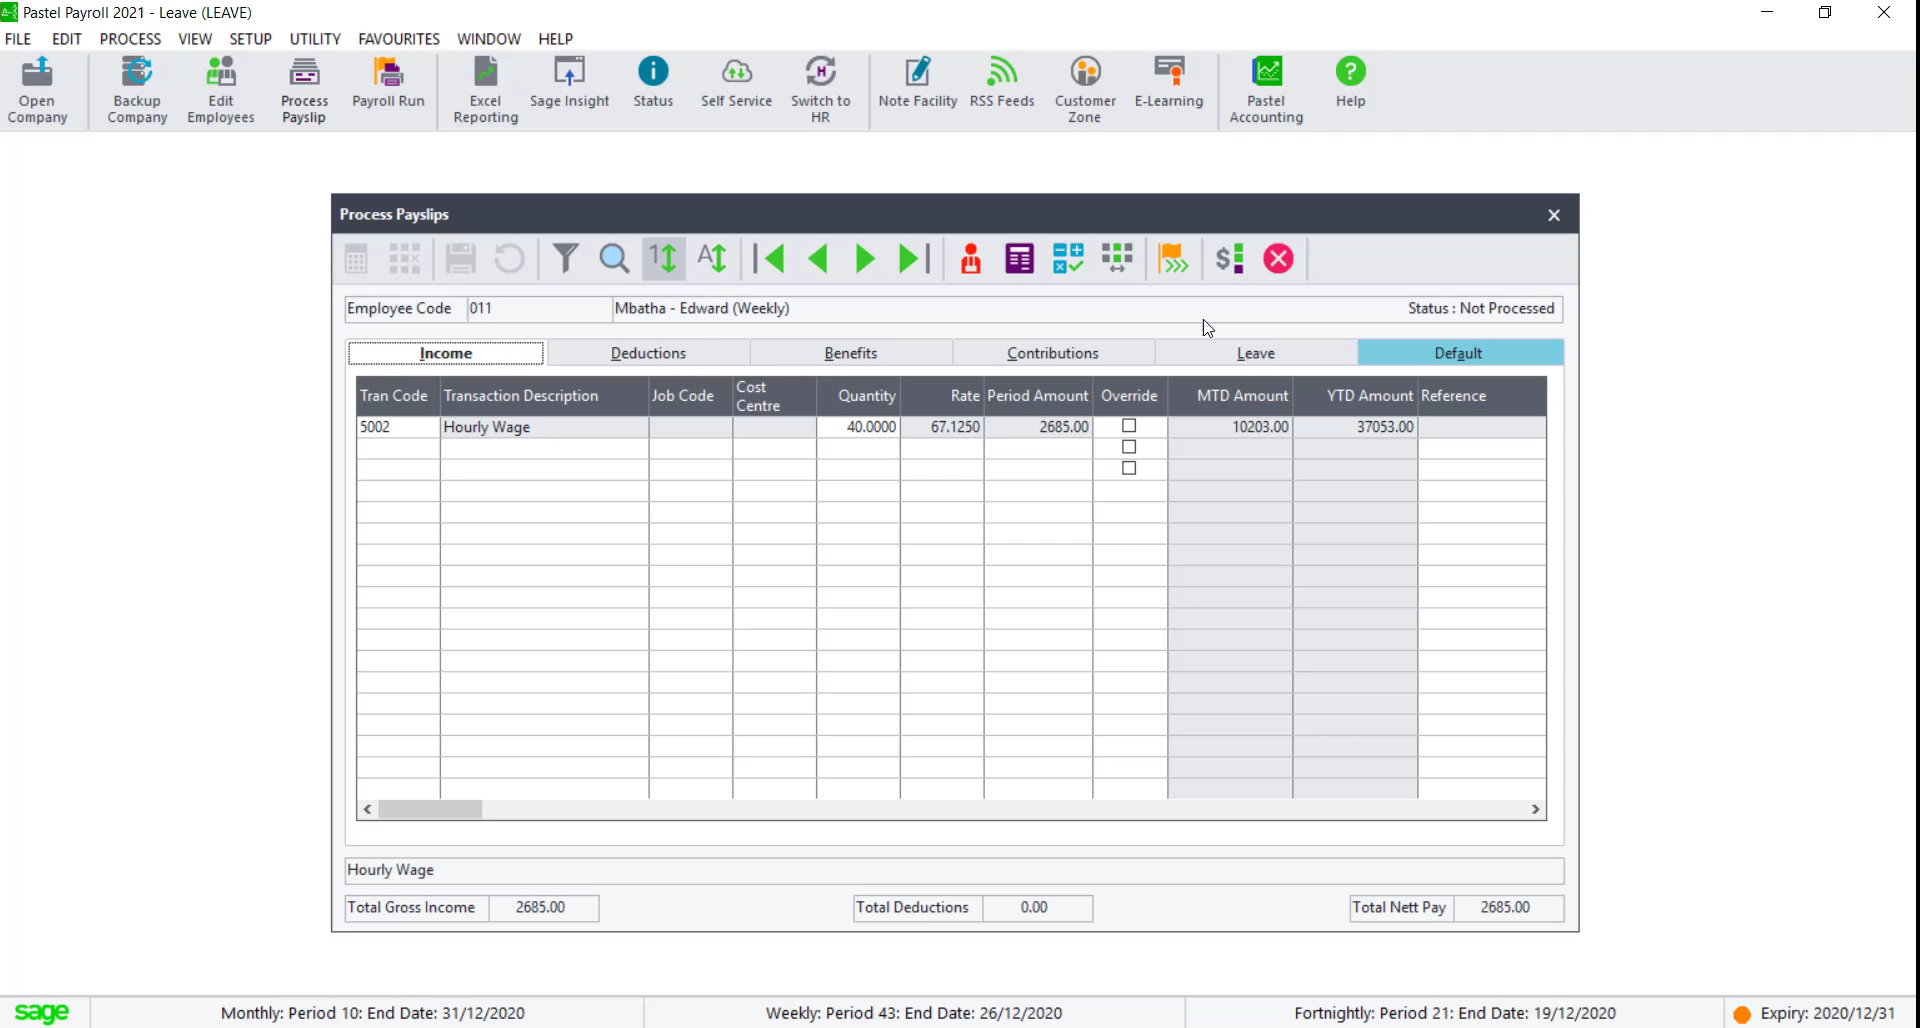 Pastel Payroll 2021 - Leave (LEAVE)
FILE EDIT PROCESS VIEW SETUP UTILITY FAVOURITES WINDOW HELP
Open Company
Backup Company
Edit Employees
Process Payslip
Payroll Run
Excel Reporting
Sage Insight
Status
Self Service
Switch to HR
Note Facility
RSS Feeds
Customer Zone
E-Learning
Pastel Accounting
Help
Process Payslips
Employee Code 011 Mbatha - Edward (Weekly) Status : Not Processed
Income Deductions Benefits Contributions Leave Default
Tran Code Transaction Description Job Code Cost Centre Quantity Rate Period Amount Override MTD Amount YTD Amount Reference
5002 Hourly Wage 40.0000 67.1250 2685.00 10203.00 37053.00
Hourly Wage
Total Gross Income 2685.00 Total Deductions 0.00 Total Nett Pay 2685.00
sage Monthly: Period 10: End Date: 31/12/2020 Weekly: Period 43: End Date: 26/12/2020 Fortnightly: Period 21: End Date: 19/12/2020 Expiry: 2020/12/31